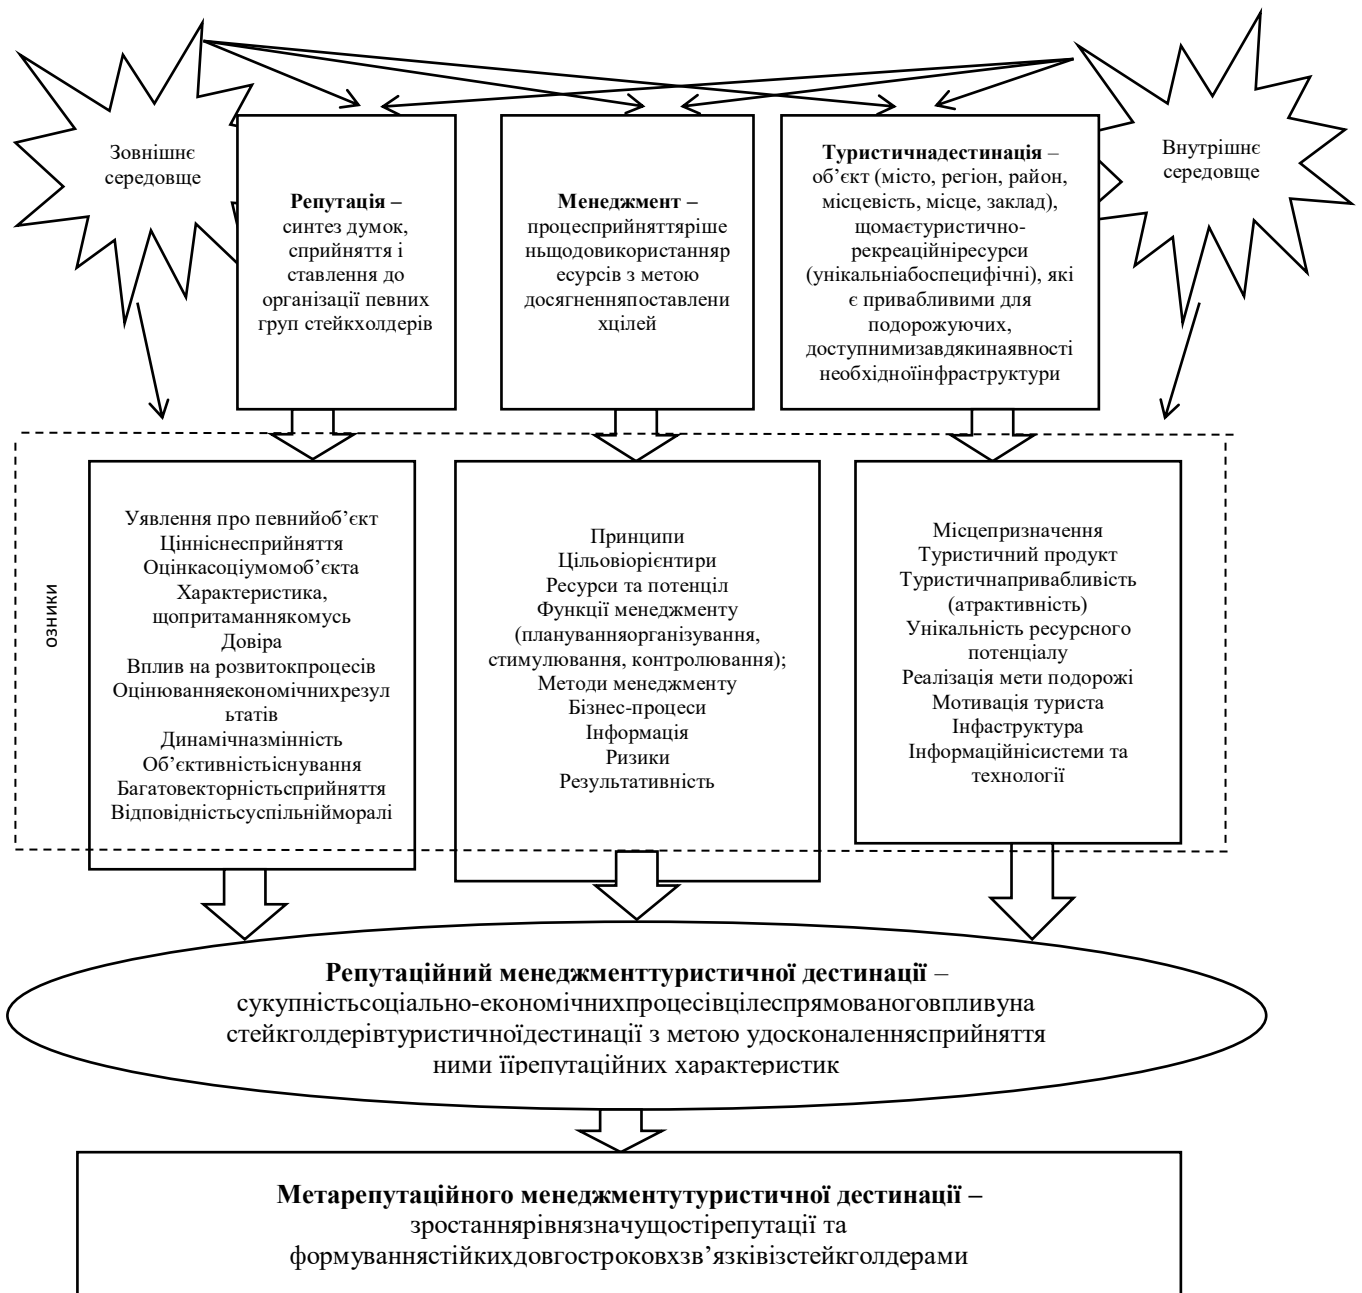 Зовнішнє
середовще
Репутація –
синтез думок,
сприйняття і
ставлення до
організації певних
груп стейкхолдерів
Менеджмент –
процесприйняттяріше
ньщодовикористанняр
есурсів з метою
досягненняпоставлени
хцілей
Туристичнадестинація –
об’єкт (місто, регіон, район,
місцевість, місце, заклад),
щомаєтуристично-
рекреаційніресурси
(унікальніабоспецифічні), які
є привабливими для
подорожуючих,
доступнимизавдякинаявності
необхідноїінфраструктури
Внутрішнє
середовще
озники
Уявлення про певнийоб’єкт
Ціннісnесприйняття
Оцінкасоціумомоб’єкта
Характеристика,
щопритаманнякомусь
Довіра
Вплив на розвитокпроцесів
Оцінюванняекономічнихрезул
ьтатів
Динамічназмінність
Об’єктивністьіснування
Багатовекторністьсприйняття
Відповідністьсуспільнійморалі
Принципи
Цільовіорієнтири
Ресурси та потенціл
Функції менеджменту
(плануванняорганізування,
стимулювання, контролювання);
Методи менеджменту
Бізнес-процеси
Інформація
Ризики
Результативність
Місцепризначення
Туристичний продукт
Туристичнапривабливість
(атрактивність)
Унікальність ресурсного
потенціалу
Реалізація мети подорожі
Мотивація туриста
Інфаструктура
Інформаційнісистеми та
технології
Репутаційний менеджменттуристичної дестинації –
сукупністьсоціально-економічнихпроцесівцілеспрямованоговпливуна
стейкголдерівтуристичноїдестинації з метою удосконаленнясприйняття
ними її​репутаційних характеристик
Метарепутаційного менеджментутуристичної дестинації –
зростаннярівнязначущостірепутації та
формуваннястійкихдовгостроковхзв’язківізстейкголдерами